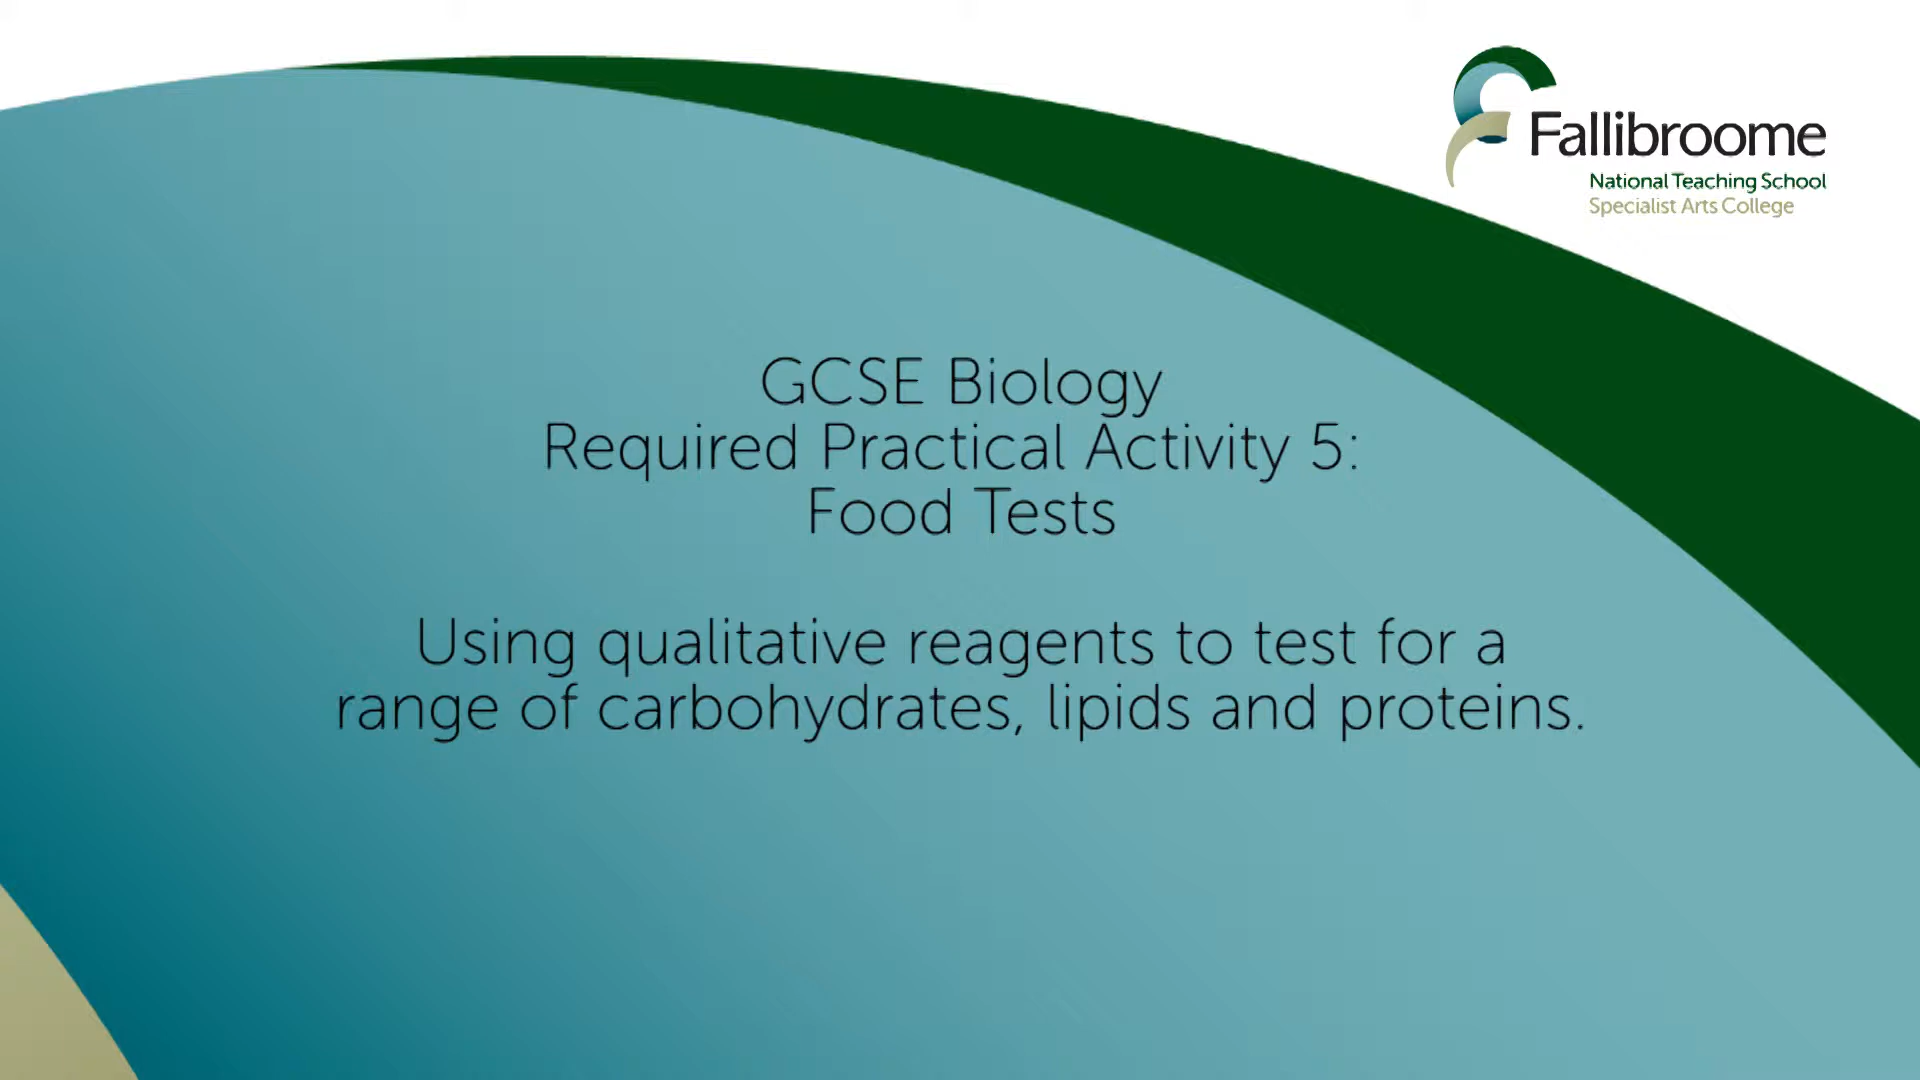 Fallibroome
National Teaching School
Specialist Arts College
GCSE Biology
Required Practical Activity 5:
Food Tests
Using qualitative reagents to test for a
range of carbohydrates, lipids and proteins.